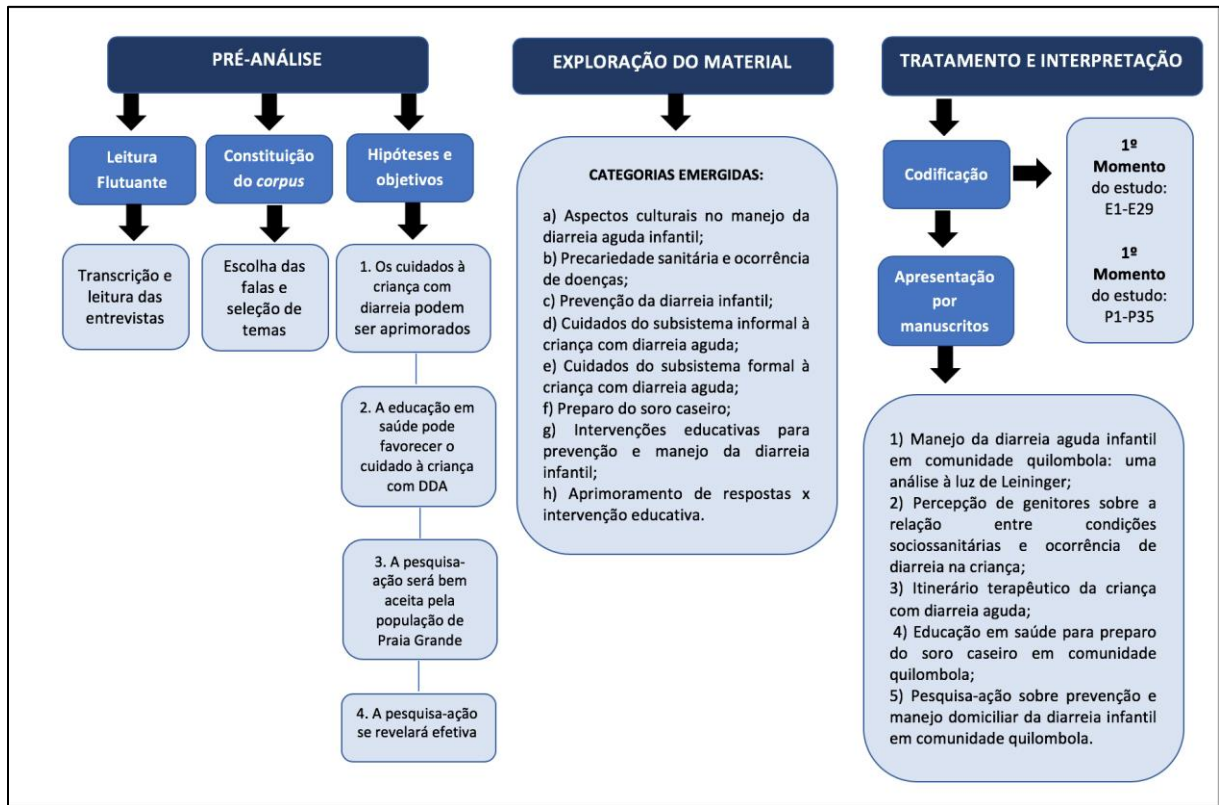 PRÉ-ANÁLISE
Leitura
Flutuante
Constituição
do corpus
Hipóteses e
objetivos
Transcrição e
leitura das
entrevistas
Escolha das
falas e
seleção de
temas
1. Os cuidados à
criança com
diarreia podem
ser aprimorados
2. A educação em
saúde pode
favorecer o
cuidado à criança
com DDA
3. A pesquisa-
ação será bem
aceita pela
população de
Praia Grande
4. A pesquisa-ação
se revelará efetiva
EXPLORAÇÃO DO MATERIAL
CATEGORIAS EMERGIDAS:
a) Aspectos culturais no manejo da
diarreia aguda infantil;
b) Precariedade sanitária e ocorrência
de doenças;
c) Prevenção da diarreia infantil;
d) Cuidados do subsistema informal à
criança com diarreia aguda;
e) Cuidados do subsistema formal à
criança com diarreia aguda;
f) Preparo do soro caseiro;
g) Intervenções educativas para
prevenção e manejo da diarreia
infantil;
h) Aprimoramento de respostas x
intervenção educativa.
TRATAMENTO E INTERPRETAÇÃO
Codificação
1º
Momento
do estudo:
E1-E29
1º
Momento
do estudo:
P1-P35
Apresentação
por
manuscritos
1) Manejo da diarreia aguda infantil
em comunidade quilombola: uma
análise à luz de Leininger;
2) Percepção de genitores sobre a
relação entre condições
sociossanitárias e ocorrência de
diarreia na criança;
3) Itinerário terapêutico da criança
com diarreia aguda;
4) Educação em saúde para preparo
do soro caseiro em comunidade
quilombola;
5) Pesquisa-ação sobre prevenção e
manejo domiciliar da diarreia infantil
em comunidade quilombola.